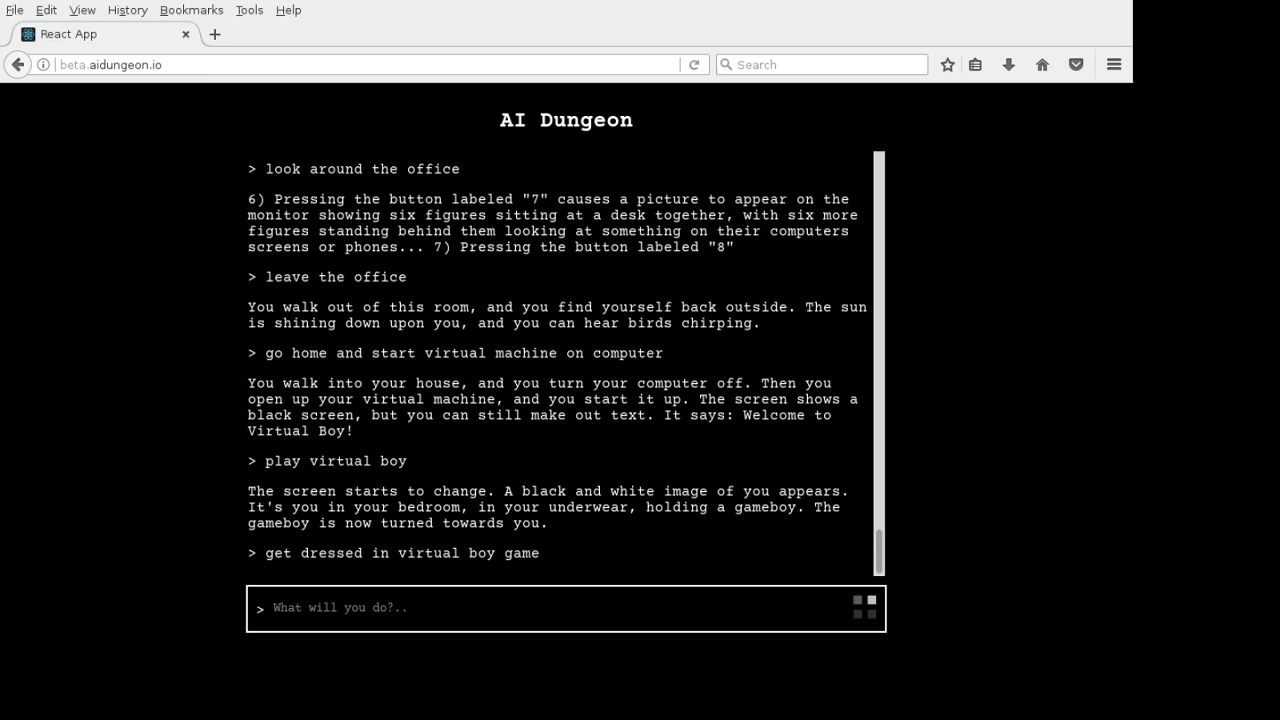 File Edit View History Bookmarks Tools Help
React App
beta.aidungeon.io
Search
AI Dungeon
> look around the office
6) Pressing the button labeled "7" causes a picture to appear on the
monitor showing six figures sitting at a desk together, with six more
figures standing behind them looking at something on their computers
screens or phones... 7) Pressing the button labeled "8"
> leave the office
You walk out of this room, and you find yourself back outside. The sun
is shining down upon you, and you can hear birds chirping.
> go home and start virtual machine on computer
You walk into your house, and you turn your computer off. Then you
open up your virtual machine, and you start it up. The screen shows a
black screen, but you can still make out text. It says: Welcome to
Virtual Boy!
> play virtual boy
The screen starts to change. A black and white image of you appears.
It's you in your bedroom, in your underwear, holding a gameboy. The
gameboy is now turned towards you.
> get dressed in virtual boy game
> What will you do?..